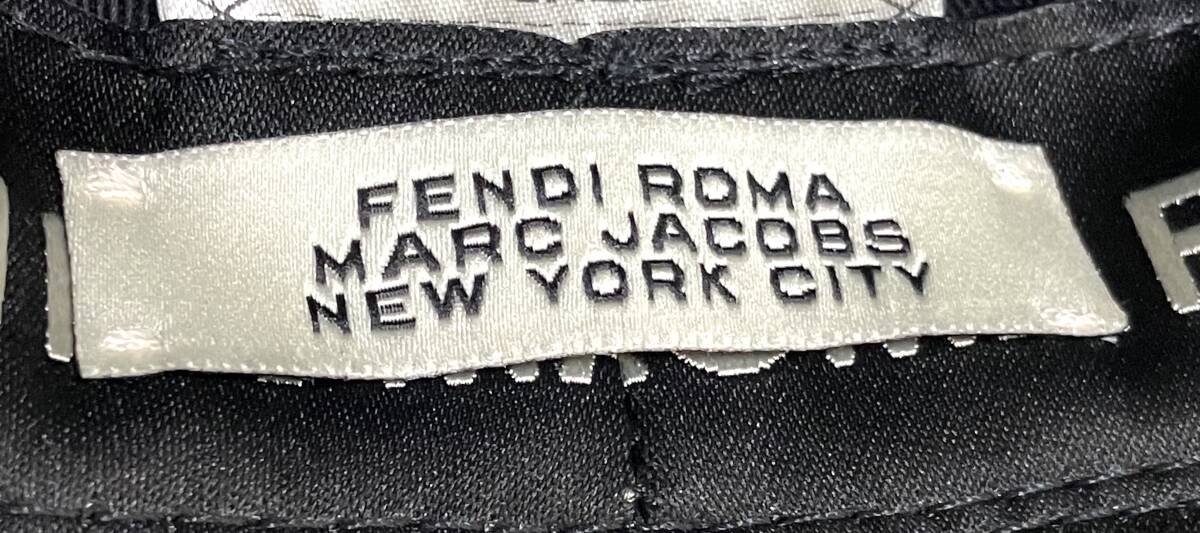 FENDI ROMA
MARC JACOBS
NEW YORK CITY